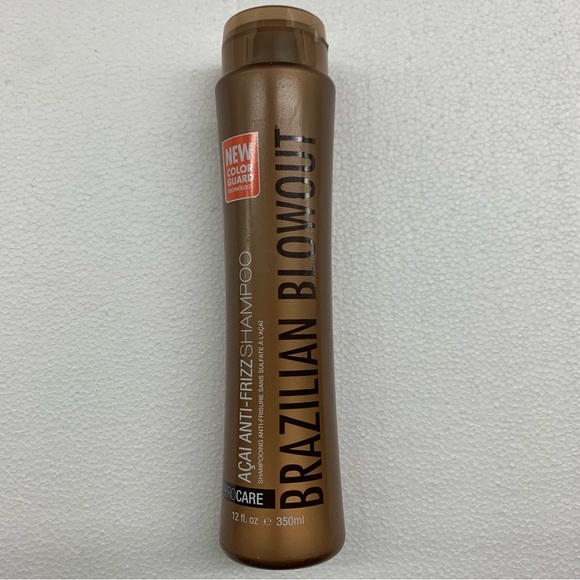 NEW
COLOR
GUARD
TECHNOLOGY
BRAZILIAN BLOWOUT
AÇAI ANTI-FRIZZ SHAMPOO
SHAMPOOING ANTI-FRISURE SANS SULFATE À L'AÇAÏ
PROCARE
12 fl. oz ℮ 350ml